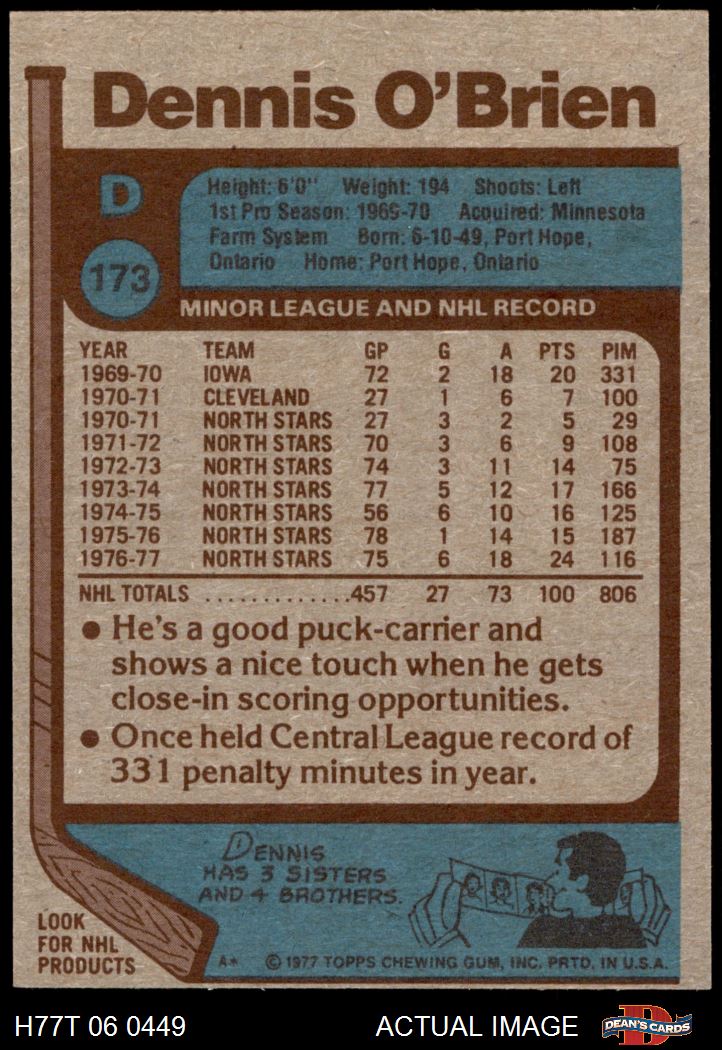 Dennis O'Brien
D
173
Height: 6'0" Weight: 194 Shoots: Left
1st Pro Season: 1969-70 Acquired: Minnesota
Farm System Born: 6-10-49, Port Hope,
Ontario Home: Port Hope, Ontario
MINOR LEAGUE AND NHL RECORD
YEAR TEAM GP G A PTS PIM
1969-70 IOWA 72 2 18 20 331
1970-71 CLEVELAND 27 1 6 7 100
1970-71 NORTH STARS 27 3 2 5 29
1971-72 NORTH STARS 70 3 6 9 108
1972-73 NORTH STARS 74 3 11 14 75
1973-74 NORTH STARS 77 5 12 17 166
1974-75 NORTH STARS 56 6 10 16 125
1975-76 NORTH STARS 78 1 14 15 187
1976-77 NORTH STARS 75 6 18 24 116
NHL TOTALS .............457 27 73 100 806
● He's a good puck-carrier and
shows a nice touch when he gets
close-in scoring opportunities.
● Once held Central League record of
331 penalty minutes in year.
DENNIS
HAS 3 SISTERS
AND 4 BROTHERS.
LOOK
FOR NHL
PRODUCTS
A* © 1977 TOPPS CHEWING GUM, INC. PRTD. IN U.S.A.
H77T 06 0449 ACTUAL IMAGE D DEAN'S CARDS